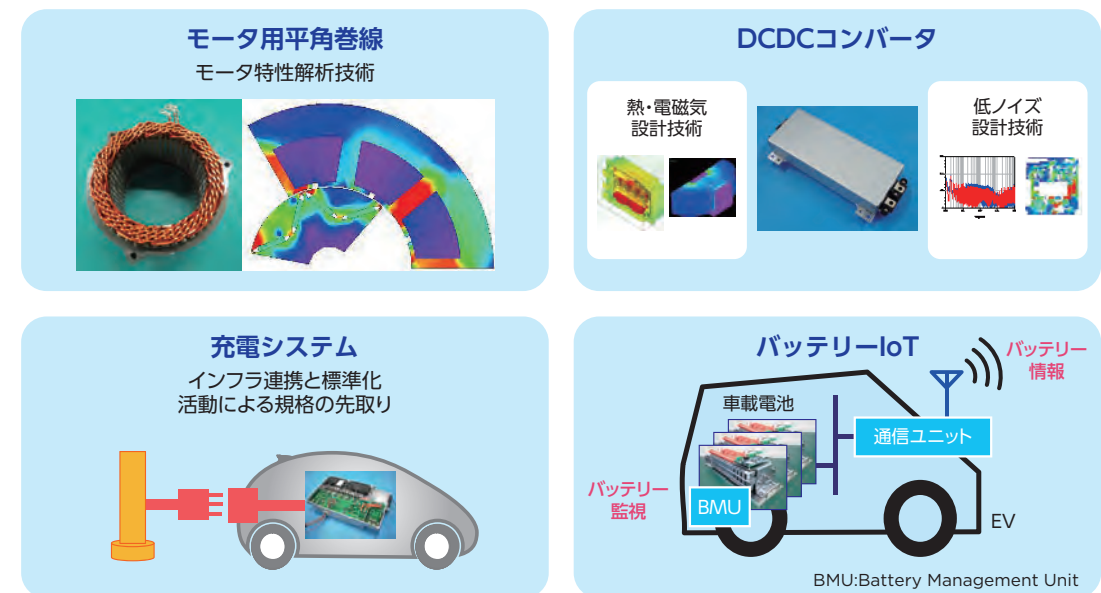 モータ用平角巻線
モータ特性解析技術
DCDCコンバータ
熱・電磁気
設計技術
低ノイズ
設計技術
充電システム
インフラ連携と標準化
活動による規格の先取り
バッテリーIoT
バッテリー
情報
車載電池
通信ユニット
バッテリー
監視
BMU
EV
BMU:Battery Management Unit